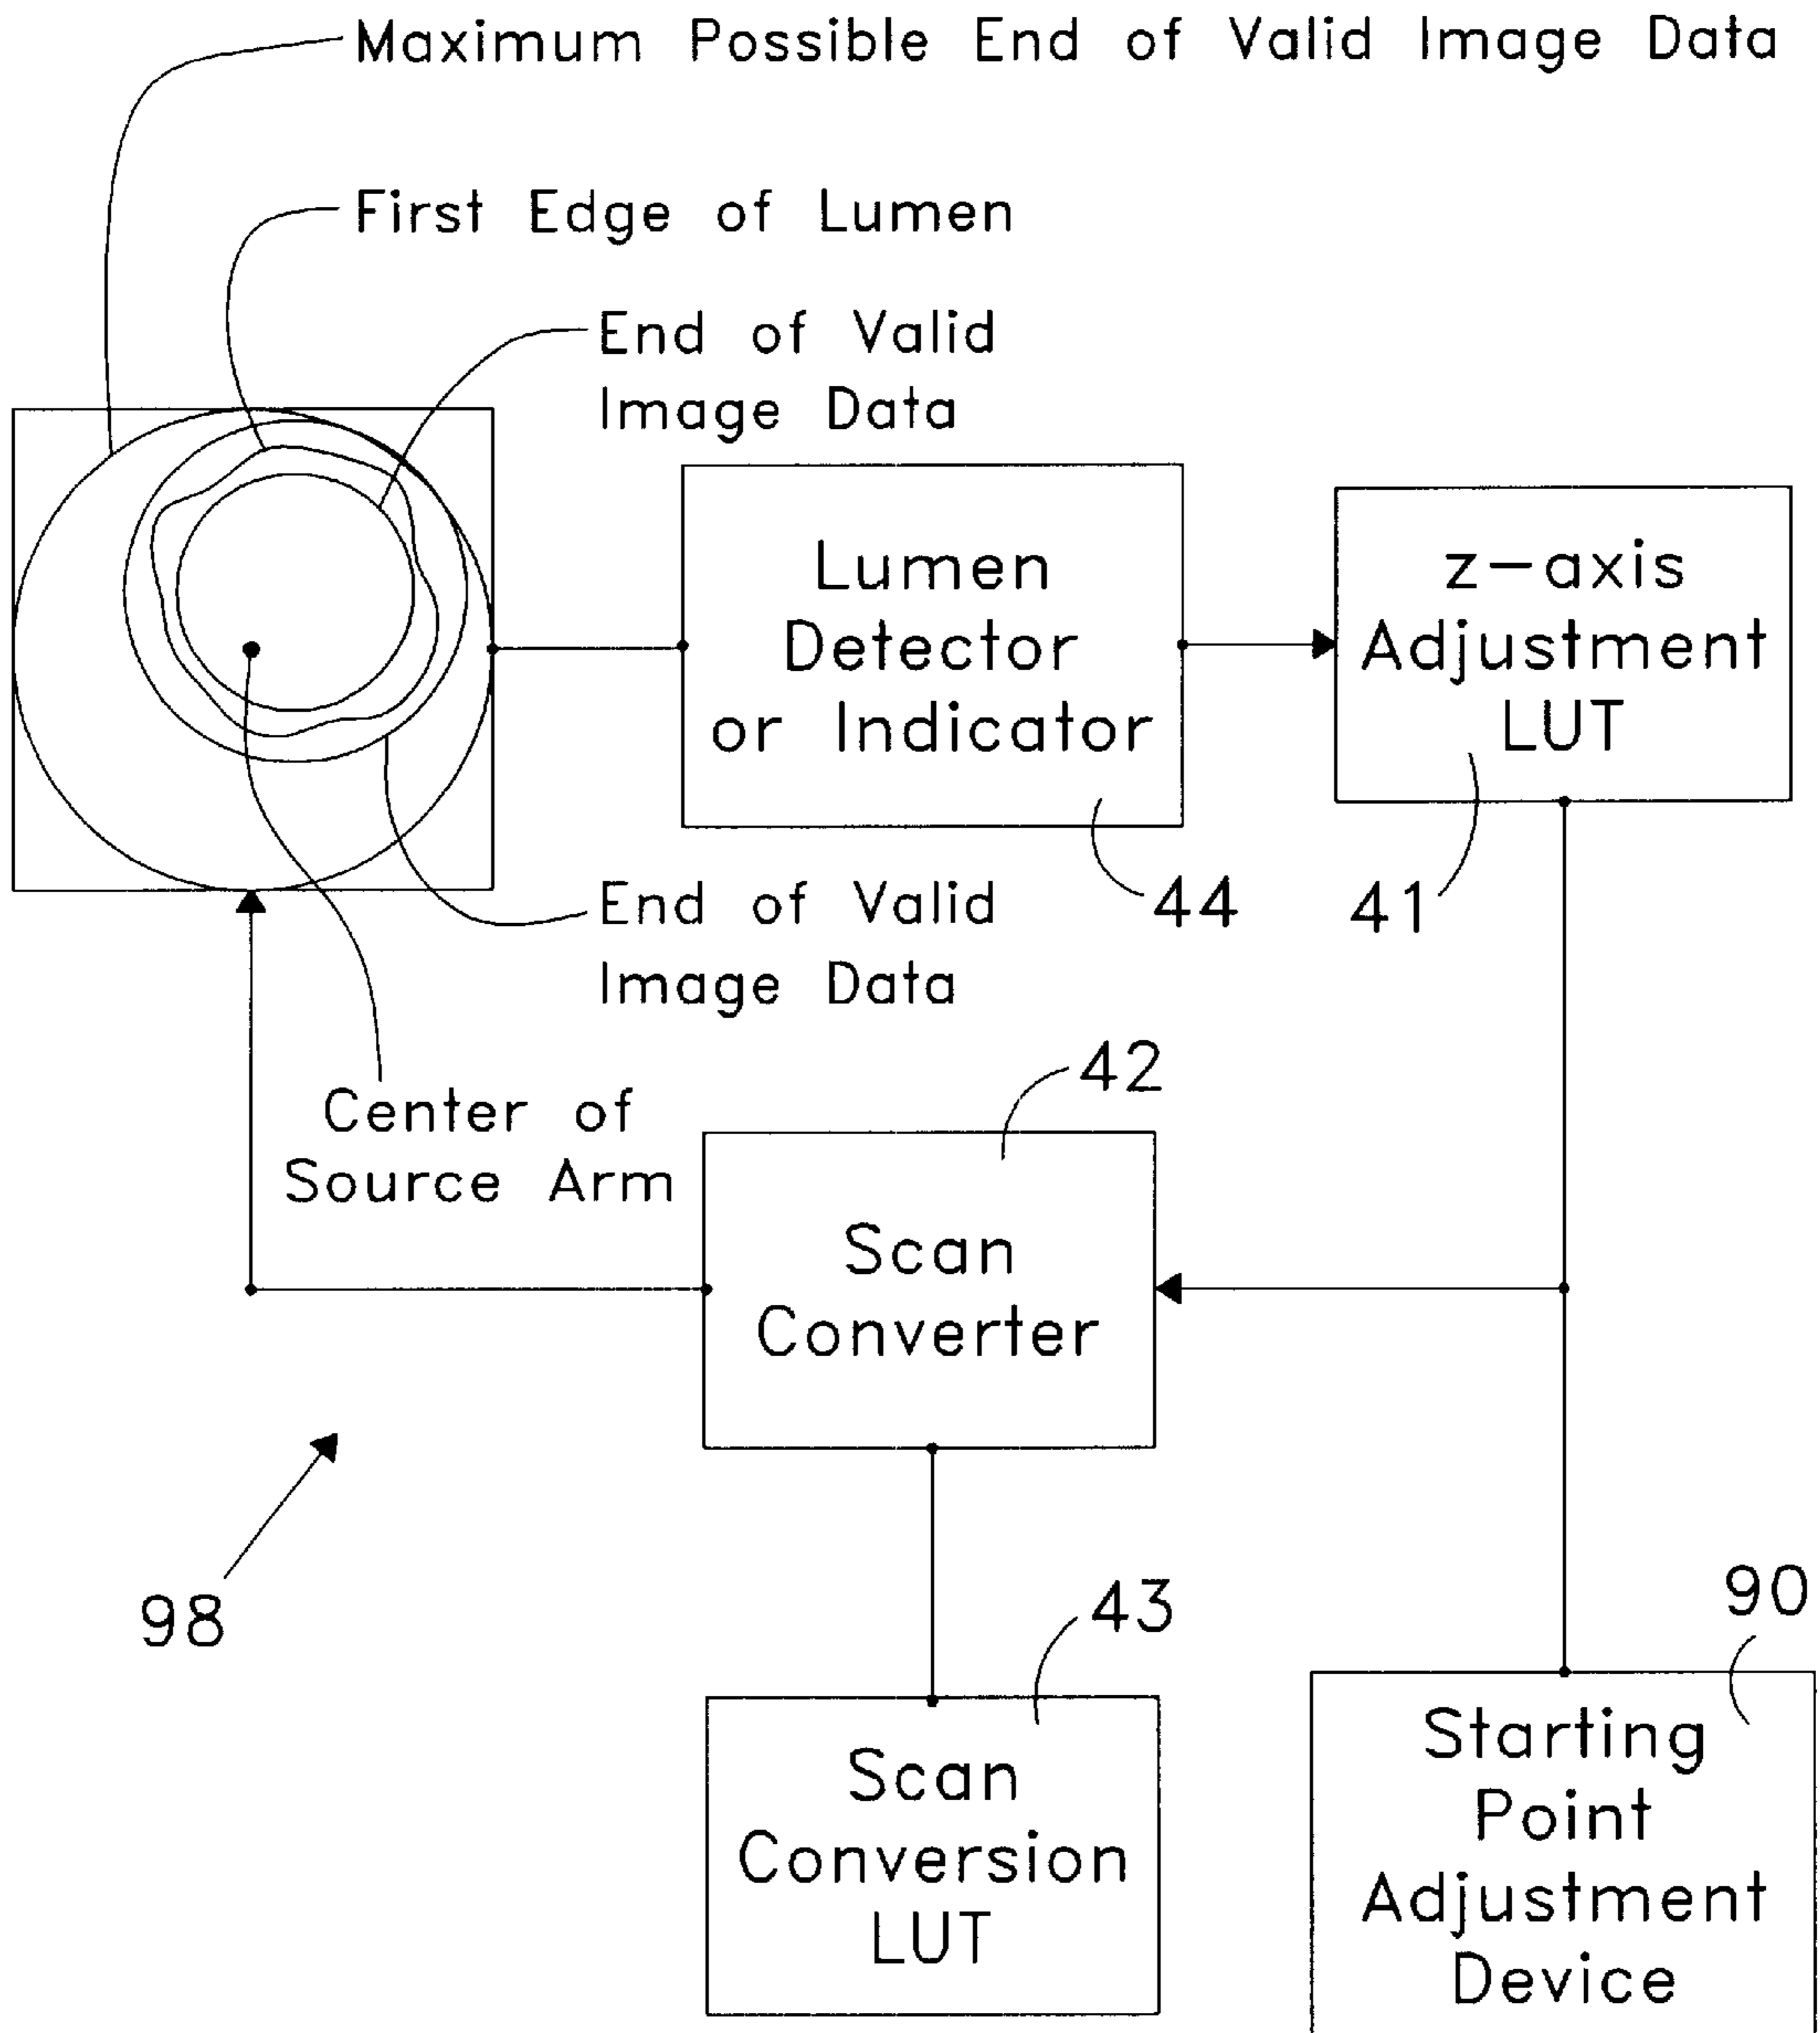 Maximum Possible End of Valid Image Data
First Edge of Lumen
End of Valid
Image Data
Lumen
Detector
or Indicator
44
z-axis
Adjustment
LUT
41
End of Valid
Image Data
Center of
Source Arm
42
Scan
Converter
98
43
Scan
Conversion
LUT
90
Starting
Point
Adjustment
Device